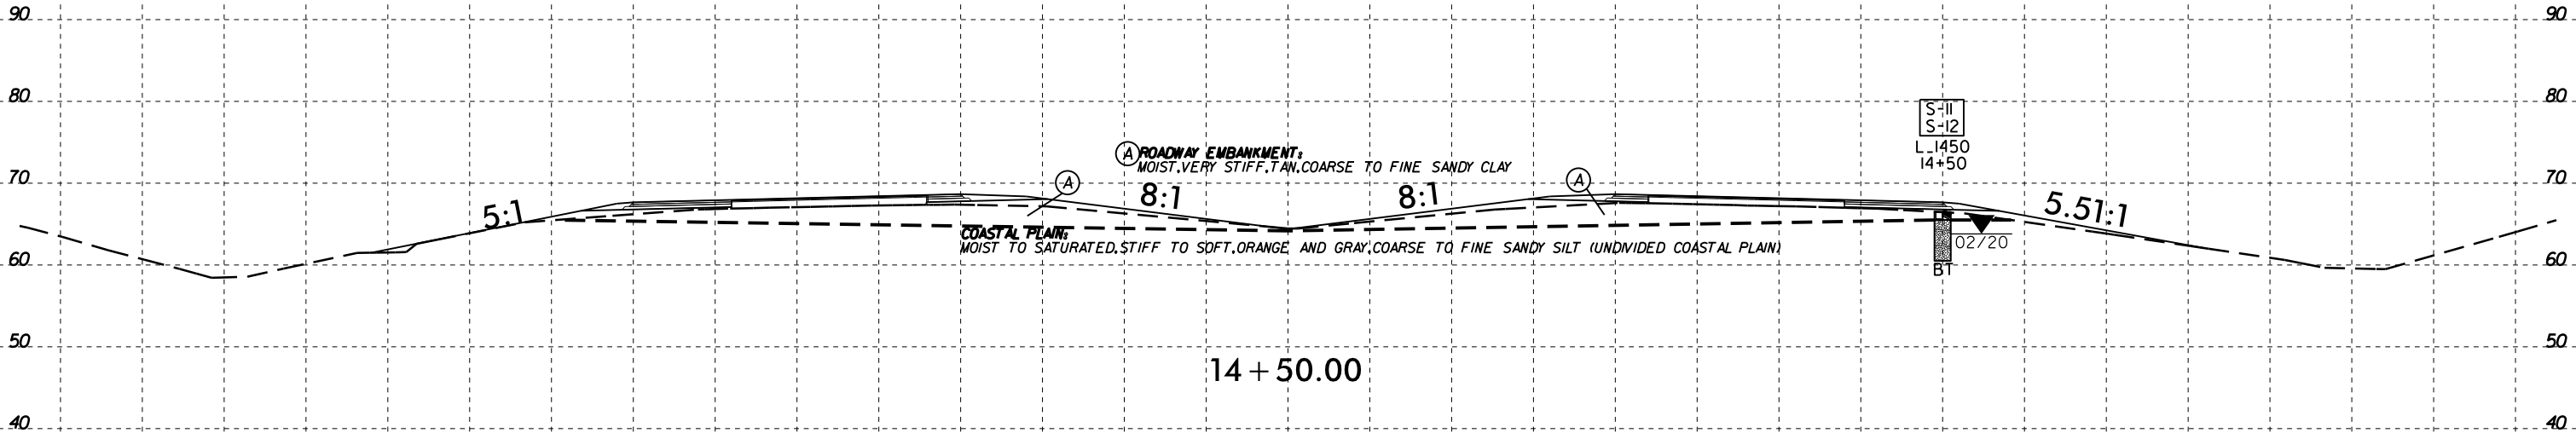 90 90
80 80
S-11
S-12
L_1450
14+50
A ROADWAY EMBANKMENT:
MOIST,VERY STIFF,TAN,COARSE TO FINE SANDY CLAY
70 A A 70
5:1 8:1 8:1 5.51:1
COASTAL PLAIN:
MOIST TO SATURATED,STIFF TO SOFT,ORANGE AND GRAY,COARSE TO FINE SANDY SILT (UNDIVIDED COASTAL PLAIN)
02/20
60 60
BT
50 50
14+50.00
40 40